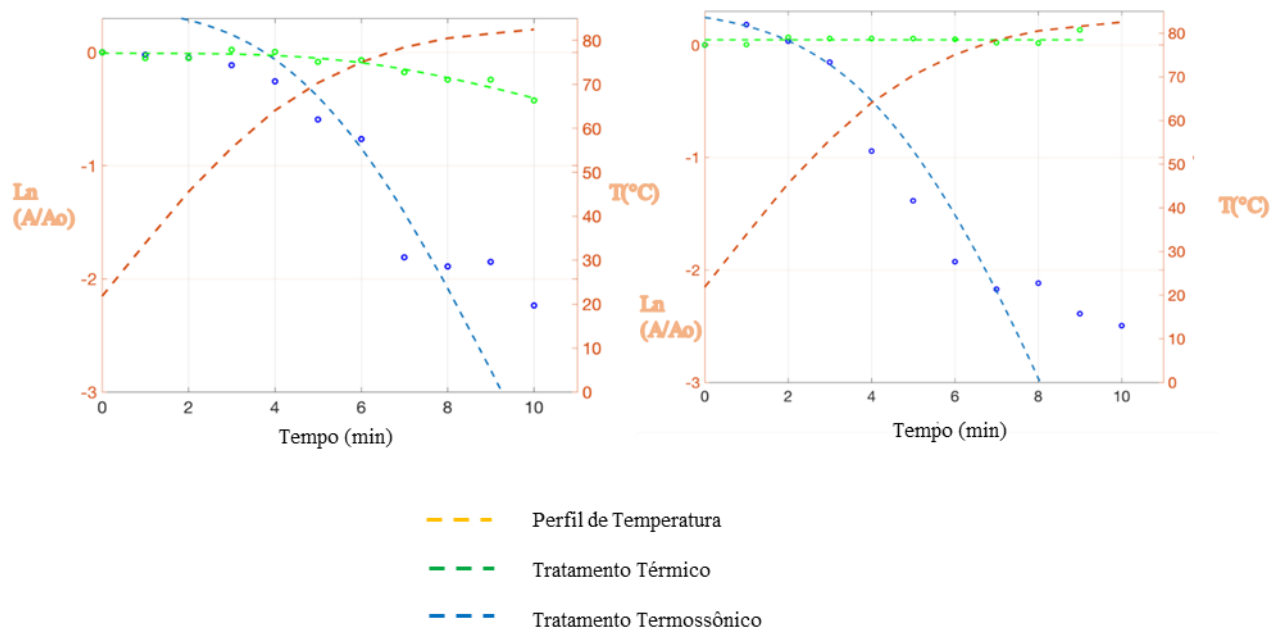 0
-1
-2
-3
Ln
(A/Ao)
0 2 4 6 8 10
Tempo (min)
80
70
60
50
40
30
20
10
0
T(°C)
0
-1
-2
-3
Ln
(A/Ao)
0 2 4 6 8 10
Tempo (min)
80
70
60
50
40
30
20
10
0
T(°C)
Perfil de Temperatura
Tratamento Térmico
Tratamento Termossônico